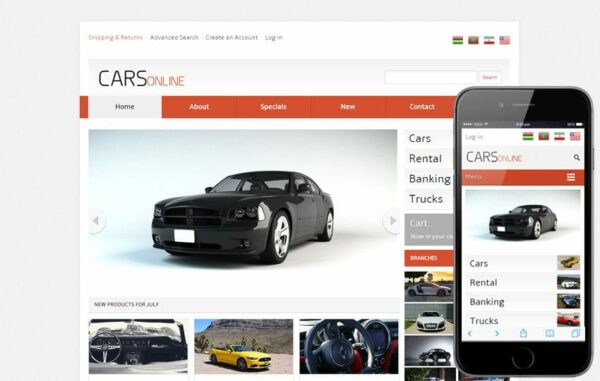 Shipping & Returns Advanced Search Create an Account Log in
CARSONLINE
Search
Home About Specials New Contact
Cars
Rental
Banking
Trucks
Cart
Now in your ca
BRANCHES
NEW PRODUCTS FOR JULY
Log in
CARSONLINE
Menu
Cars
Rental
Banking
Trucks